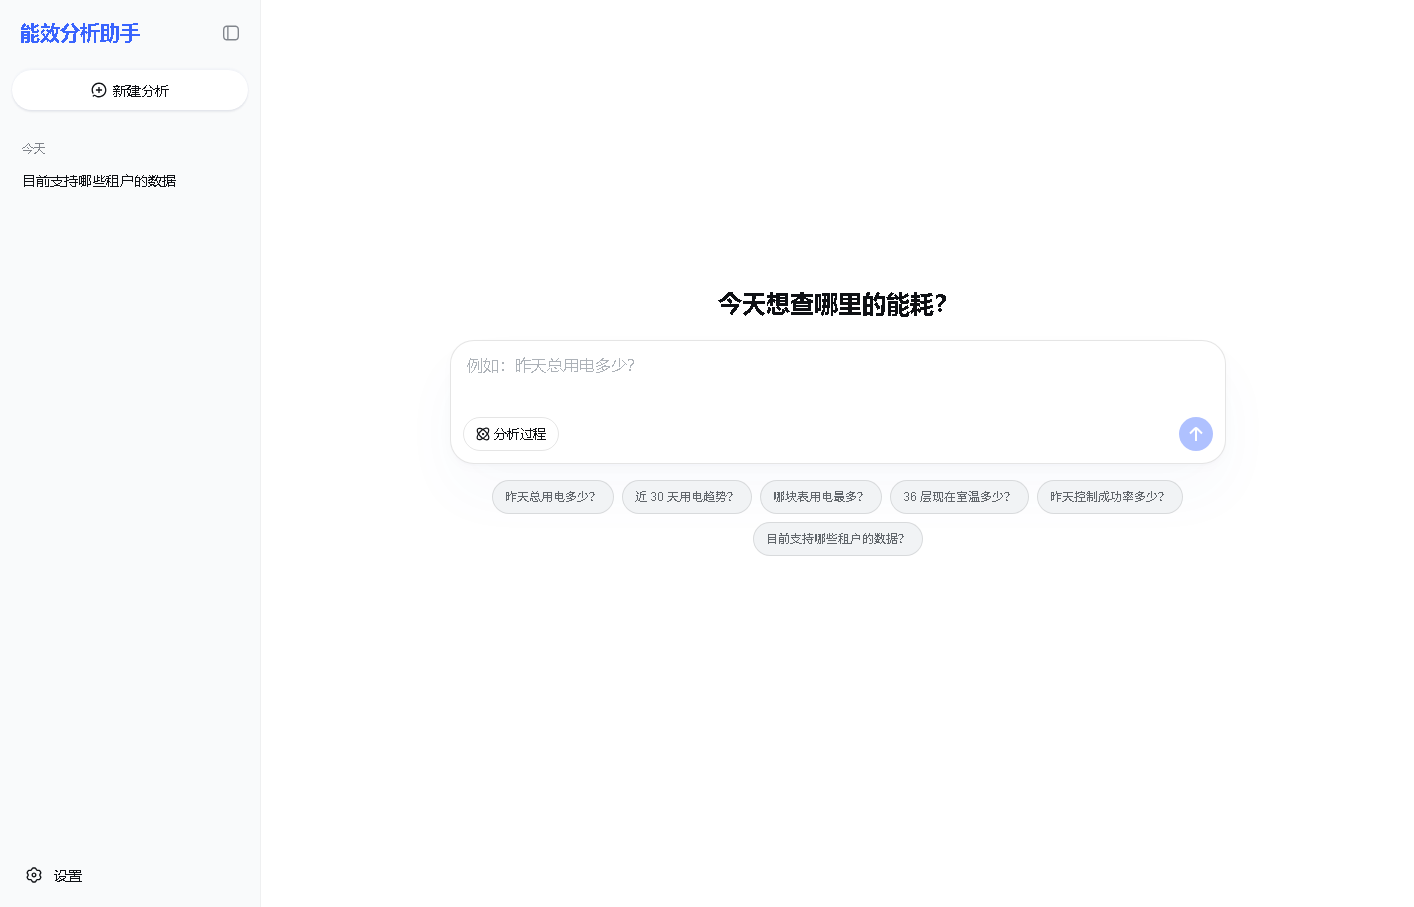 能效分析助手
新建分析
今天
目前支持哪些租户的数据
今天想查哪里的能耗？
例如：昨天总用电多少？
分析过程
昨天总用电多少？
近 30 天用电趋势？
哪块表用电最多？
36 层现在室温多少？
昨天控制成功率多少？
目前支持哪些租户的数据？
设置